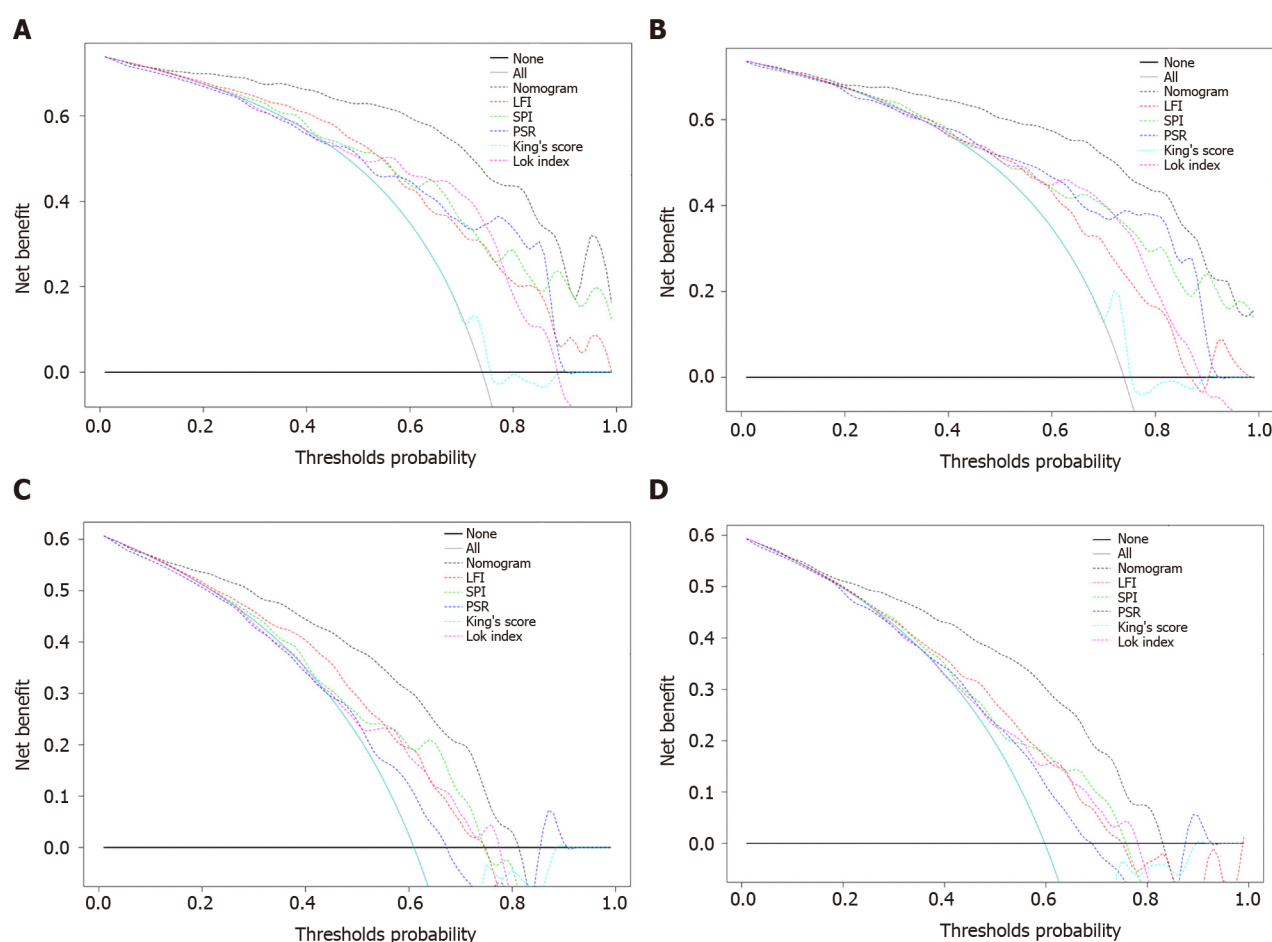 A
None
All
Nomogram
LFI
SPI
PSR
King's score
Lok index
Net benefit
0.6
0.4
0.2
0.0
0.0 0.2 0.4 0.6 0.8 1.0
Thresholds probability
B
None
All
Nomogram
LFI
SPI
PSR
King's score
Lok index
Net benefit
0.6
0.4
0.2
0.0
0.0 0.2 0.4 0.6 0.8 1.0
Thresholds probability
C
None
All
Nomogram
LFI
SPI
PSR
King's score
Lok index
Net benefit
0.6
0.5
0.4
0.3
0.2
0.1
0.0
0.0 0.2 0.4 0.6 0.8 1.0
Thresholds probability
D
None
All
Nomogram
LFI
SPI
PSR
King's score
Lok index
Net benefit
0.6
0.5
0.4
0.3
0.2
0.1
0.0
0.0 0.2 0.4 0.6 0.8 1.0
Thresholds probability